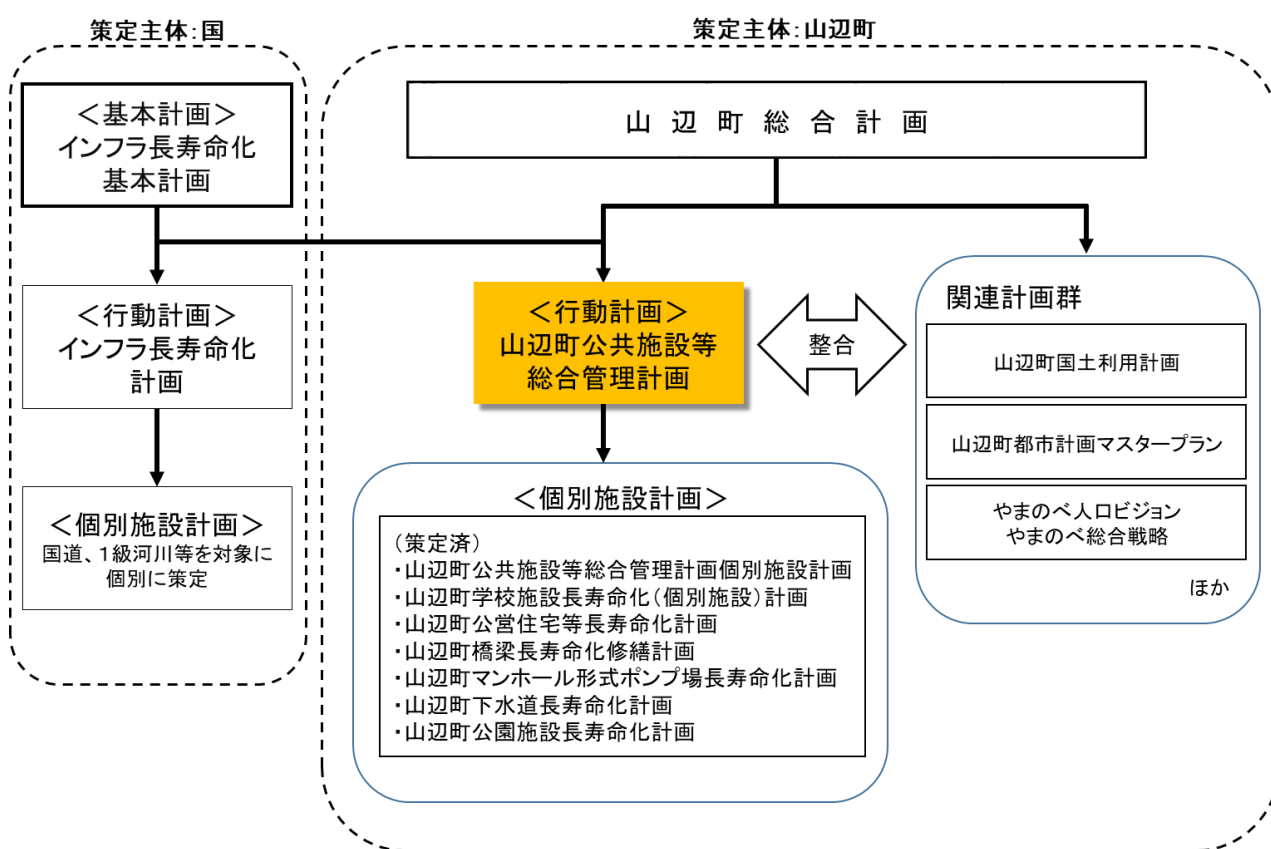 策定主体:国
策定主体:山辺町
＜基本計画＞
インフラ長寿命化
基本計画
山辺町総合計画
＜行動計画＞
インフラ長寿命化
計画
＜行動計画＞
山辺町公共施設等
総合管理計画
整合
関連計画群
山辺町国土利用計画
山辺町都市計画マスタープラン
やまのべ人口ビジョン
やまのべ総合戦略
ほか
＜個別施設計画＞
国道、１級河川等を対象に
個別に策定
＜個別施設計画＞
（策定済）
・山辺町公共施設等総合管理計画個別施設計画
・山辺町学校施設長寿命化（個別施設）計画
・山辺町公営住宅等長寿命化計画
・山辺町橋梁長寿命化修繕計画
・山辺町マンホール形式ポンプ場長寿命化計画
・山辺町下水道長寿命化計画
・山辺町公園施設長寿命化計画